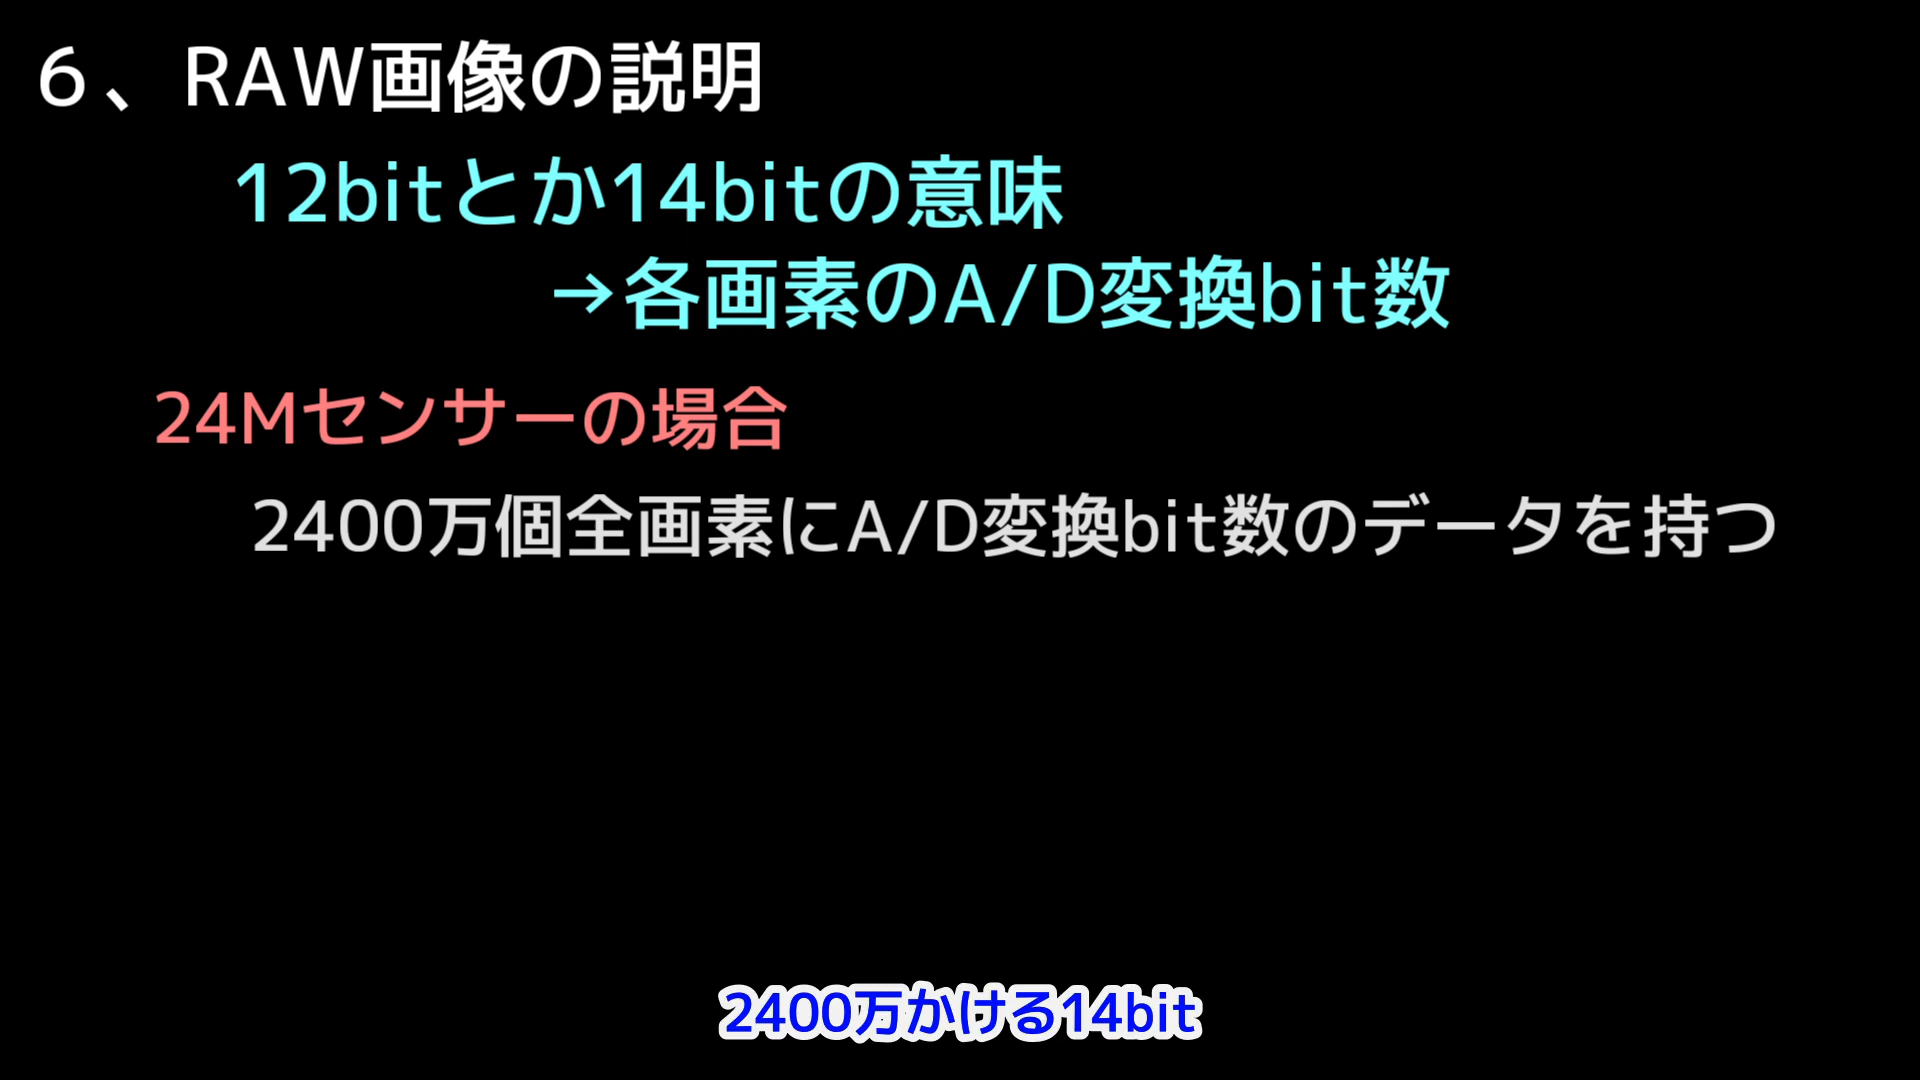 ６、RAW画像の説明
12bitとか14bitの意味
→各画素のA/D変換bit数
24Mセンサーの場合
2400万個全画素にA/D変換bit数のデータを持つ
2400万かける14bit